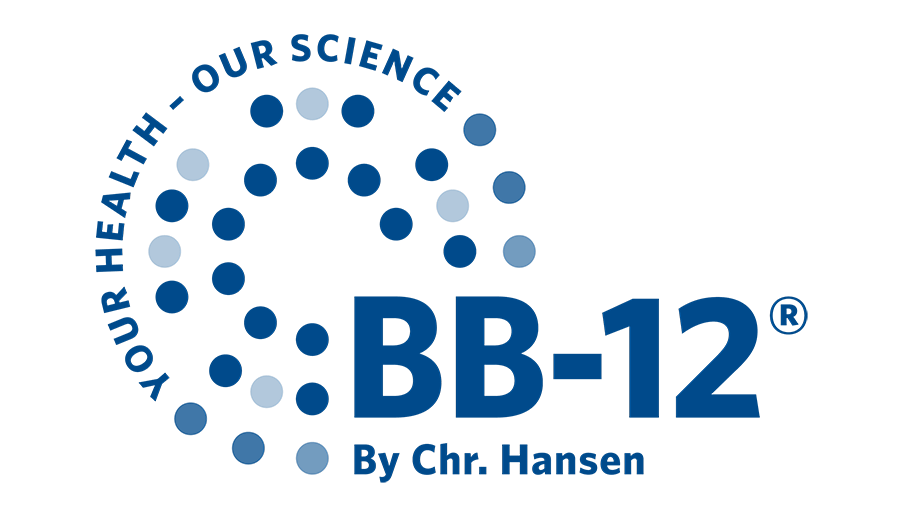 YOUR HEALTH - OUR SCIENCE
BB-12®
By Chr. Hansen